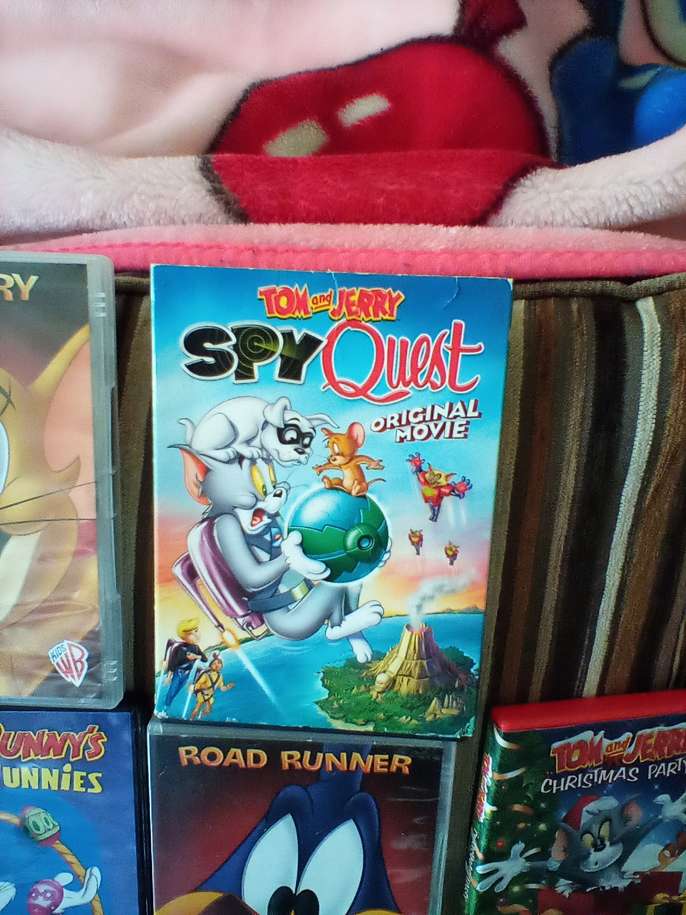 RY
TOM and JERRY
SPY Quest
ORIGINAL
MOVIE
KIDS
WB
UNNY'S
UNNIES
ROAD RUNNER
TOM and JERRY
CHRISTMAS PARTY